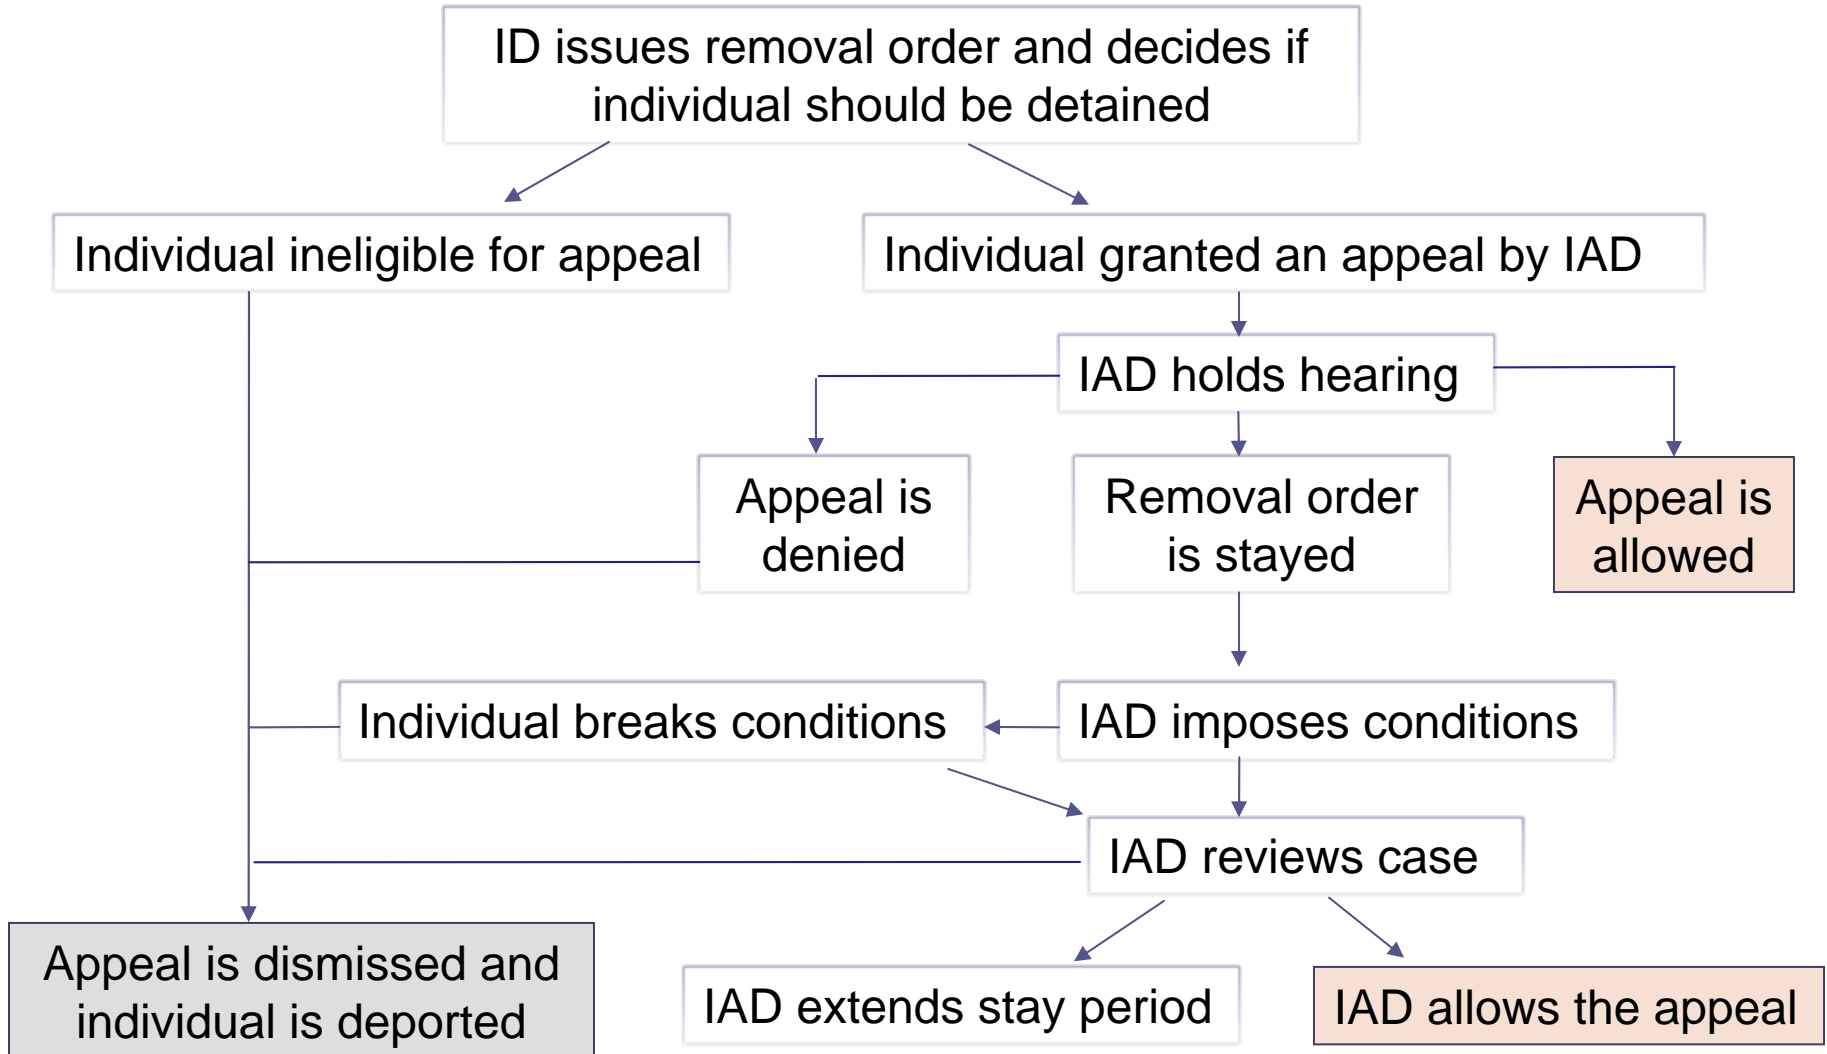 ID issues removal order and decides if
individual should be detained
Individual ineligible for appeal
Individual granted an appeal by IAD
IAD holds hearing
Appeal is
denied
Removal order
is stayed
Appeal is
allowed
Individual breaks conditions
IAD imposes conditions
IAD reviews case
Appeal is dismissed and
individual is deported
IAD extends stay period
IAD allows the appeal